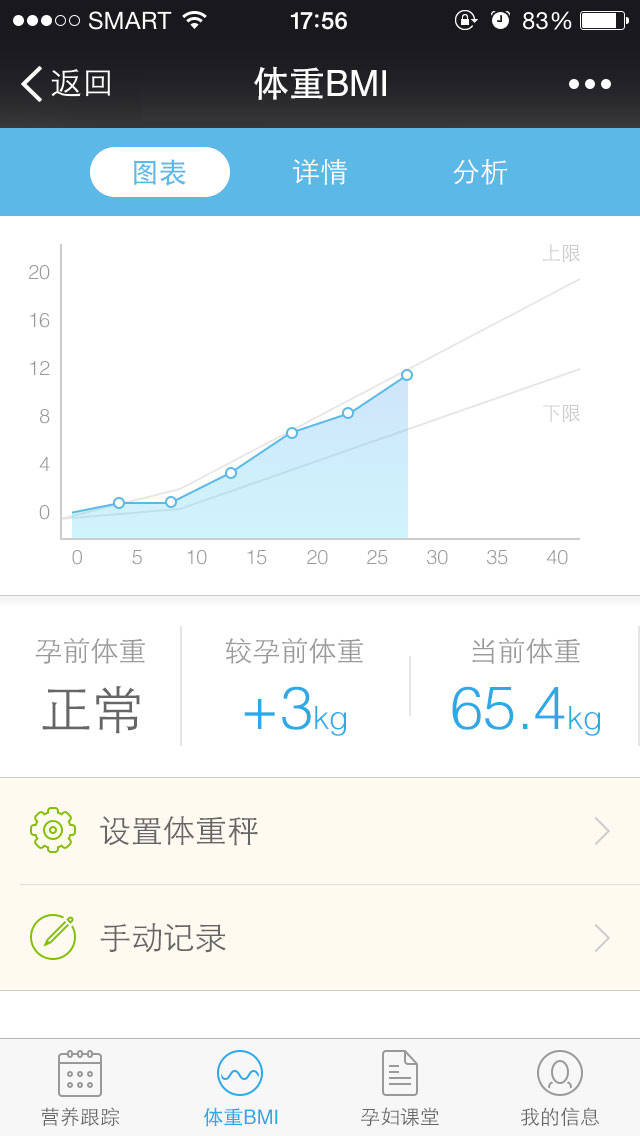 SMART 17:56 83%
返回 体重BMI
图表 详情 分析
上限
20
16
12
8
下限
4
0
0 5 10 15 20 25 30 35 40
孕前体重 较孕前体重 当前体重
正常 +3kg 65.4kg
设置体重秤
手动记录
营养跟踪 体重BMI 孕妇课堂 我的信息